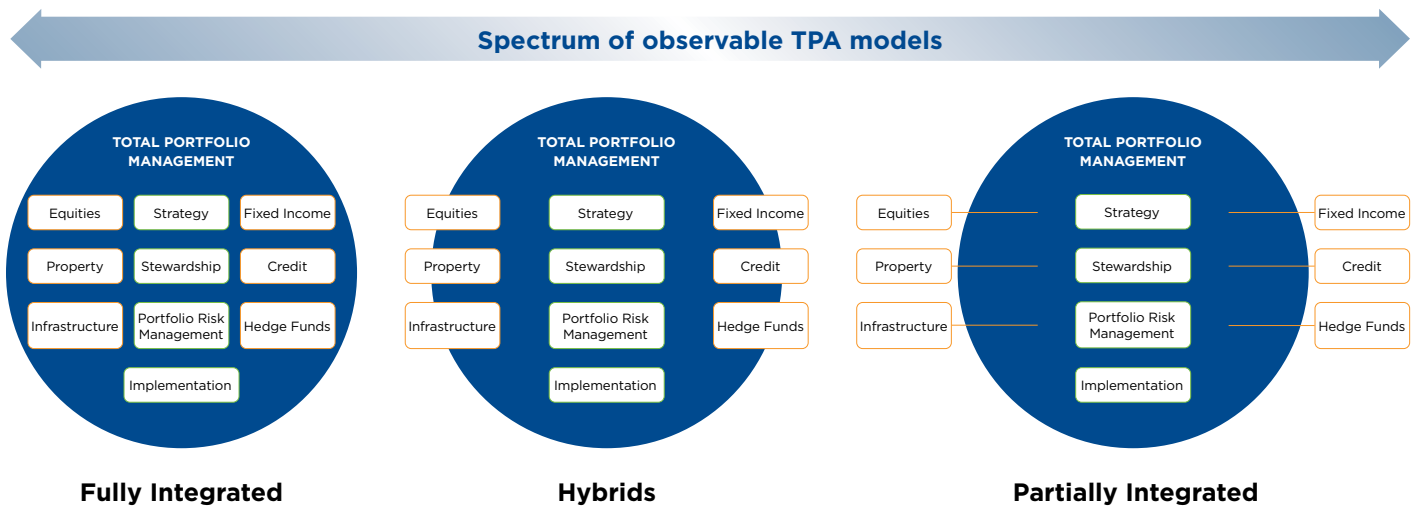 Spectrum of observable TPA models
TOTAL PORTFOLIO
MANAGEMENT
Equities
Strategy
Fixed Income
Property
Stewardship
Credit
Infrastructure
Portfolio Risk
Management
Hedge Funds
Implementation
Fully Integrated
TOTAL PORTFOLIO
MANAGEMENT
Equities
Strategy
Fixed Income
Property
Stewardship
Credit
Infrastructure
Portfolio Risk
Management
Hedge Funds
Implementation
Hybrids
TOTAL PORTFOLIO
MANAGEMENT
Equities
Strategy
Fixed Income
Property
Stewardship
Credit
Infrastructure
Portfolio Risk
Management
Hedge Funds
Implementation
Partially Integrated